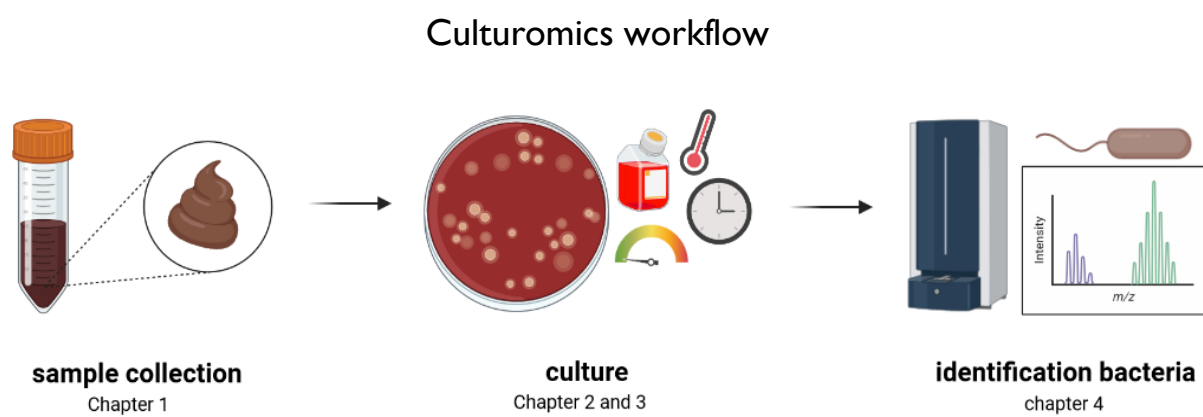 Culturomics workflow
Intensity
m/z
sample collection
Chapter 1
culture
Chapter 2 and 3
identification bacteria
chapter 4